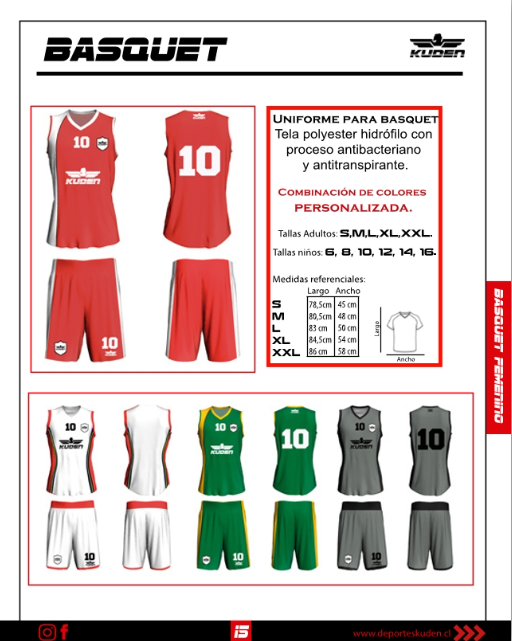 BASQUET
KUDEN
10
KUDEN
10
10
UNIFORME PARA BASQUET
Tela polyester hidrófilo con
proceso antibacteriano
y antitranspirante.
COMBINACIÓN DE COLORES
PERSONALIZADA.
Tallas Adultos: S,M,L,XL,XXL.
Tallas niños: 6, 8, 10, 12, 14, 16.
Medidas referenciales:
Largo Ancho
S 78,5cm 45 cm
M 80,5cm 48 cm
L 83 cm 50 cm
XL 84,5cm 54 cm
XXL 86 cm 58 cm
Largo
Ancho
BASQUET FEMENINO
10
KUDEN
10
KUDEN
10
10
KUDEN
10
10
10
10
15
www.deporteskuden.cl